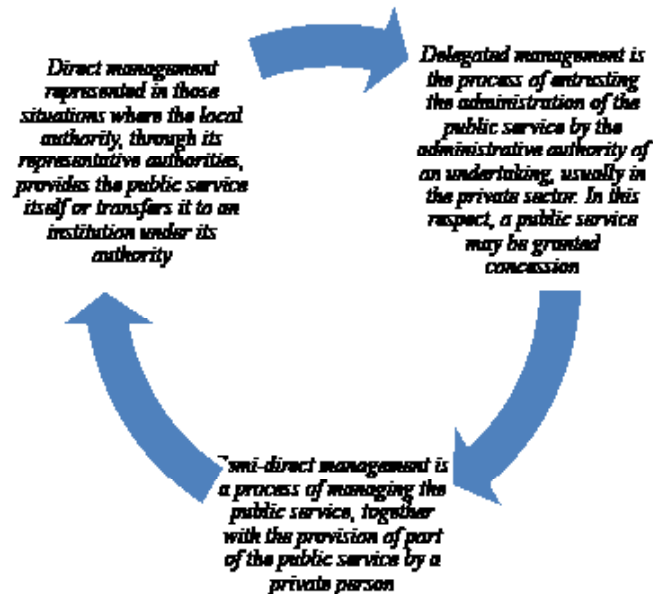 Direct management
represented in those
situations where the local
authority, through its
representative authorities,
provides the public service
itself or transfers it to an
institution under its
authority
Delegated management is
the process of entrusting
the administration of the
public service by the
administrative authority of
an undertaking, usually in
the private sector. In this
respect, a public service
may be granted
concession
emi-direct management is
a process of managing the
public service, together
with the provision of part
of the public service by a
private person